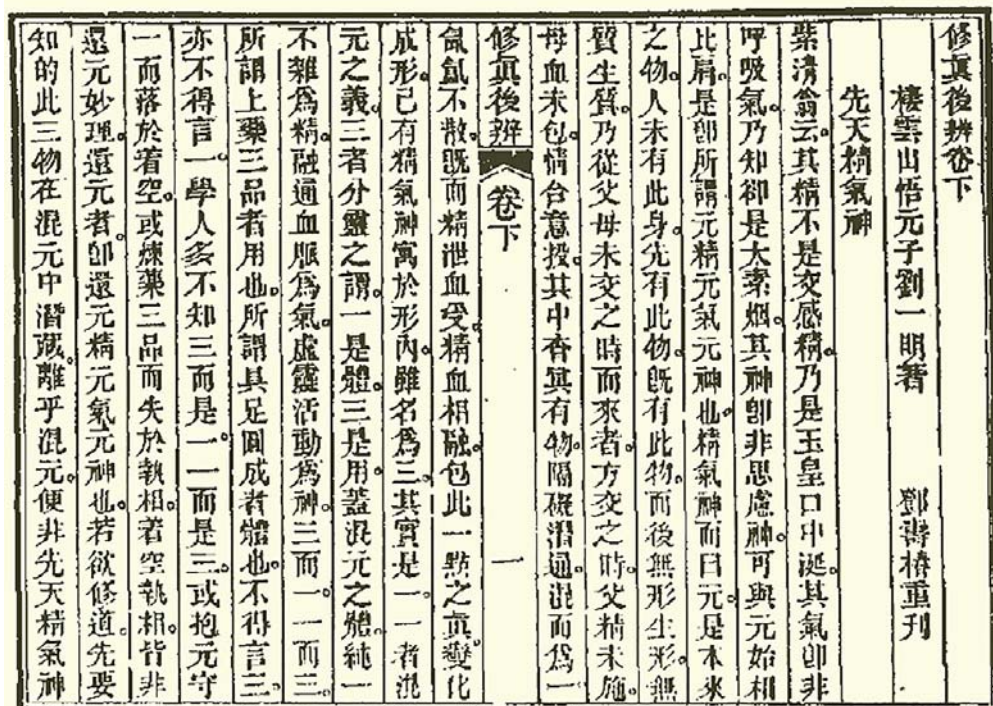 修眞後辨卷下
棲雲山悟元子劉一明著 鄧壽椿重刋
先天精氣神
紫清翁云其精不是交感精乃是玉皇口中涎其氣卽非
呼吸氣乃知卻是太素烟其神卽非思慮神可與元始相
比肩是卽所謂元精元氣元神也精氣神而曰元是本來
之物人未有此身先有此物旣有此物而後無形生形無
質生質乃從父母未交之時而來者方交之時父精未施
母血未包情合意投其中杳冥有物隔礙潛通混而爲一
修眞後辨 卷下 一
氤氳不散旣而精泄血受精血相融包此一點之眞變化
成形已有精氣神寓於形內雖名爲三其實是一一者混
元之義三者分靈之謂一是體三是用蓋混元之體純一
不雜爲精融通血脈爲氣虛靈活動爲神三而一一而三
所謂上藥三品者用也所謂具足圓成者體也不得言三
亦不得言一學人多不知三而是一一而是三或抱元守
一而落於着空或煉藥三品而失於執相着空執相皆非
還元妙理還元者卽還元精元氣元神也若欲修道先要
知的此三物在混元中潛藏離乎混元便非先天精氣神